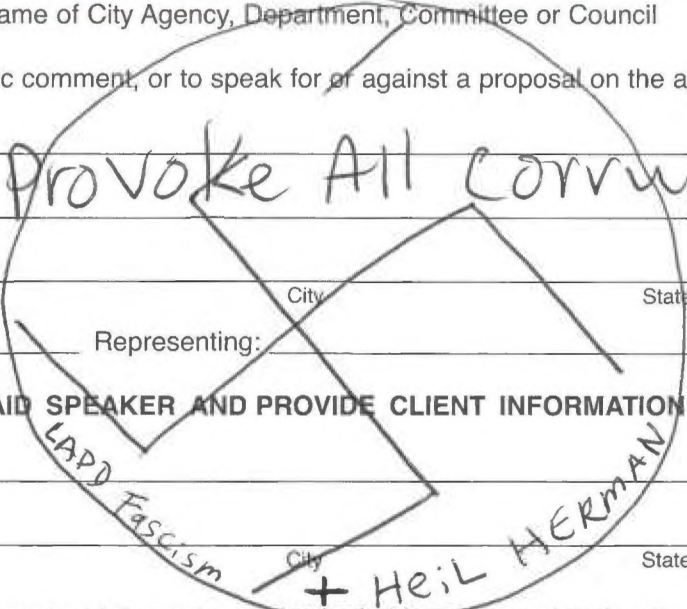 ame of City Agency, Department, Committee or Council
c comment, or to speak for or against a proposal on the a
Provoke All Corru
City State
Representing:
AID SPEAKER AND PROVIDE CLIENT INFORMATION
LAPD Fascism
City State
+ HEiL HERMAN